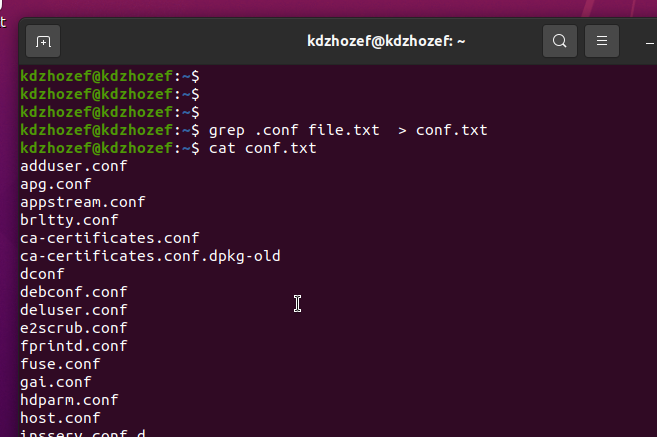 t
kdzhozef@kdzhozef: ~
kdzhozef@kdzhozef:~$
kdzhozef@kdzhozef:~$
kdzhozef@kdzhozef:~$
kdzhozef@kdzhozef:~$ grep .conf file.txt  > conf.txt
kdzhozef@kdzhozef:~$ cat conf.txt
adduser.conf
apg.conf
appstream.conf
brltty.conf
ca-certificates.conf
ca-certificates.conf.dpkg-old
dconf
debconf.conf
deluser.conf
e2scrub.conf
fprintd.conf
fuse.conf
gai.conf
hdparm.conf
host.conf
insserv.conf.d